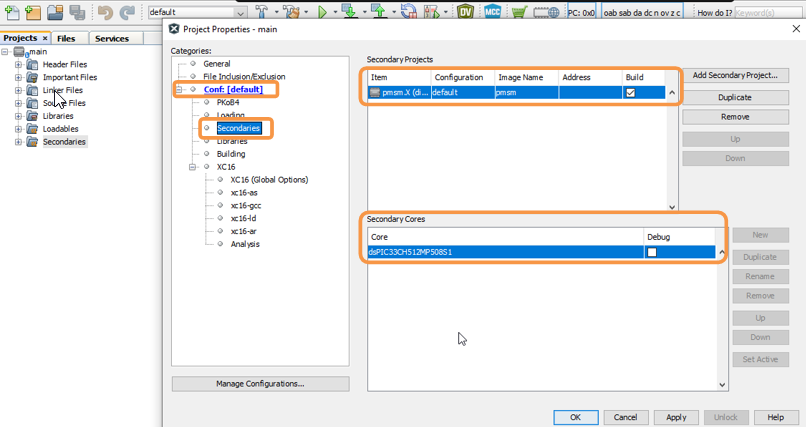 default
PC: 0x0
oab sab da dc n ov z c
How do I?
Keyword(s)
DV
MCC
Projects
Files
Services
main
Header Files
Important Files
Linker Files
Source Files
Libraries
Loadables
Secondaries
Project Properties - main
Categories:
General
File Inclusion/Exclusion
Conf: [default]
PKoB4
Loading
Secondaries
Libraries
Building
XC16
XC16 (Global Options)
xc16-as
xc16-gcc
xc16-ld
xc16-ar
Analysis
Manage Configurations...
Secondary Projects
Item Configuration Image Name Address Build
pmsm.X (di... default pmsm
Add Secondary Project...
Duplicate
Remove
Up
Down
Secondary Cores
Core Debug
dsPIC33CH512MP508S1
New
Duplicate
Rename
Remove
Up
Down
Set Active
OK Cancel Apply Unlock Help